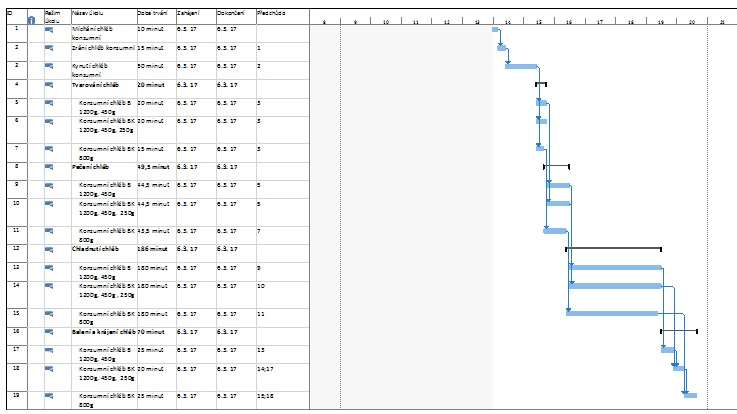 ID Režim úkolu Název úkolu Doba trvání Zahájení Dokončení Předchůdci
8 9 10 11 12 13 14 15 16 17 18 19 20 21
1 Míchání chléb konzumní 10 minut 6.3. 17 6.3. 17
2 Zrání chléb konzumní 15 minut 6.3. 17 6.3. 17 1
3 Kynutí chléb konzumní 50 minut 6.3. 17 6.3. 17 2
4 Tvarování chléb 20 minut 6.3. 17 6.3. 17
5 Konzumní chléb B 1200g, 450g 20 minut 6.3. 17 6.3. 17 3
6 Konzumní chléb BK 1200g, 450g, 250g 20 minut 6.3. 17 6.3. 17 3
7 Konzumní chléb BK 800g 15 minut 6.3. 17 6.3. 17 3
8 Pečení chléb 49,5 minut 6.3. 17 6.3. 17
9 Konzumní chléb B 1200g, 450g 44,5 minut 6.3. 17 6.3. 17 5
10 Konzumní chléb BK 1200g, 450g, 250g 44,5 minut 6.3. 17 6.3. 17 5
11 Konzumní chléb BK 800g 43,5 minut 6.3. 17 6.3. 17 7
12 Chladnutí chléb 186 minut 6.3. 17 6.3. 17
13 Konzumní chléb B 1200g, 450g 180 minut 6.3. 17 6.3. 17 9
14 Konzumní chléb BK 1200g, 450g , 250g 180 minut 6.3. 17 6.3. 17 10
15 Konzumní chléb BK 800g 180 minut 6.3. 17 6.3. 17 11
16 Balení a krájení chléb 70 minut 6.3. 17 6.3. 17
17 Konzumní chléb B 1200g, 450g 25 minut 6.3. 17 6.3. 17 13
18 Konzumní chléb BK 1200g, 450g, 250g 20 minut 6.3. 17 6.3. 17 14;17
19 Konzumní chléb BK 800g 25 minut 6.3. 17 6.3. 17 15;18